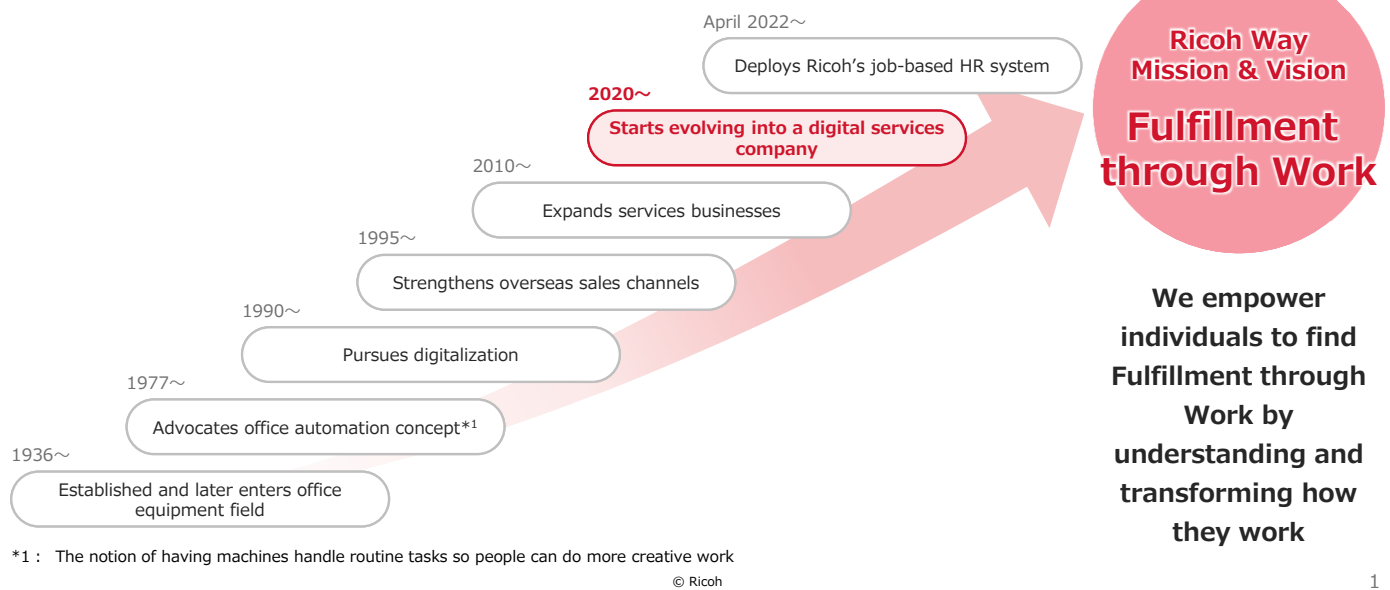 April 2022～
Deploys Ricoh’s job-based HR system
2020～
Starts evolving into a digital services
company
2010～
Expands services businesses
1995～
Strengthens overseas sales channels
1990～
Pursues digitalization
1977～
Advocates office automation concept*1
1936～
Established and later enters office
equipment field
Ricoh Way
Mission & Vision
Fulfillment
through Work
We empower
individuals to find
Fulfillment through
Work by
understanding and
transforming how
they work
*1 : The notion of having machines handle routine tasks so people can do more creative work
© Ricoh
1